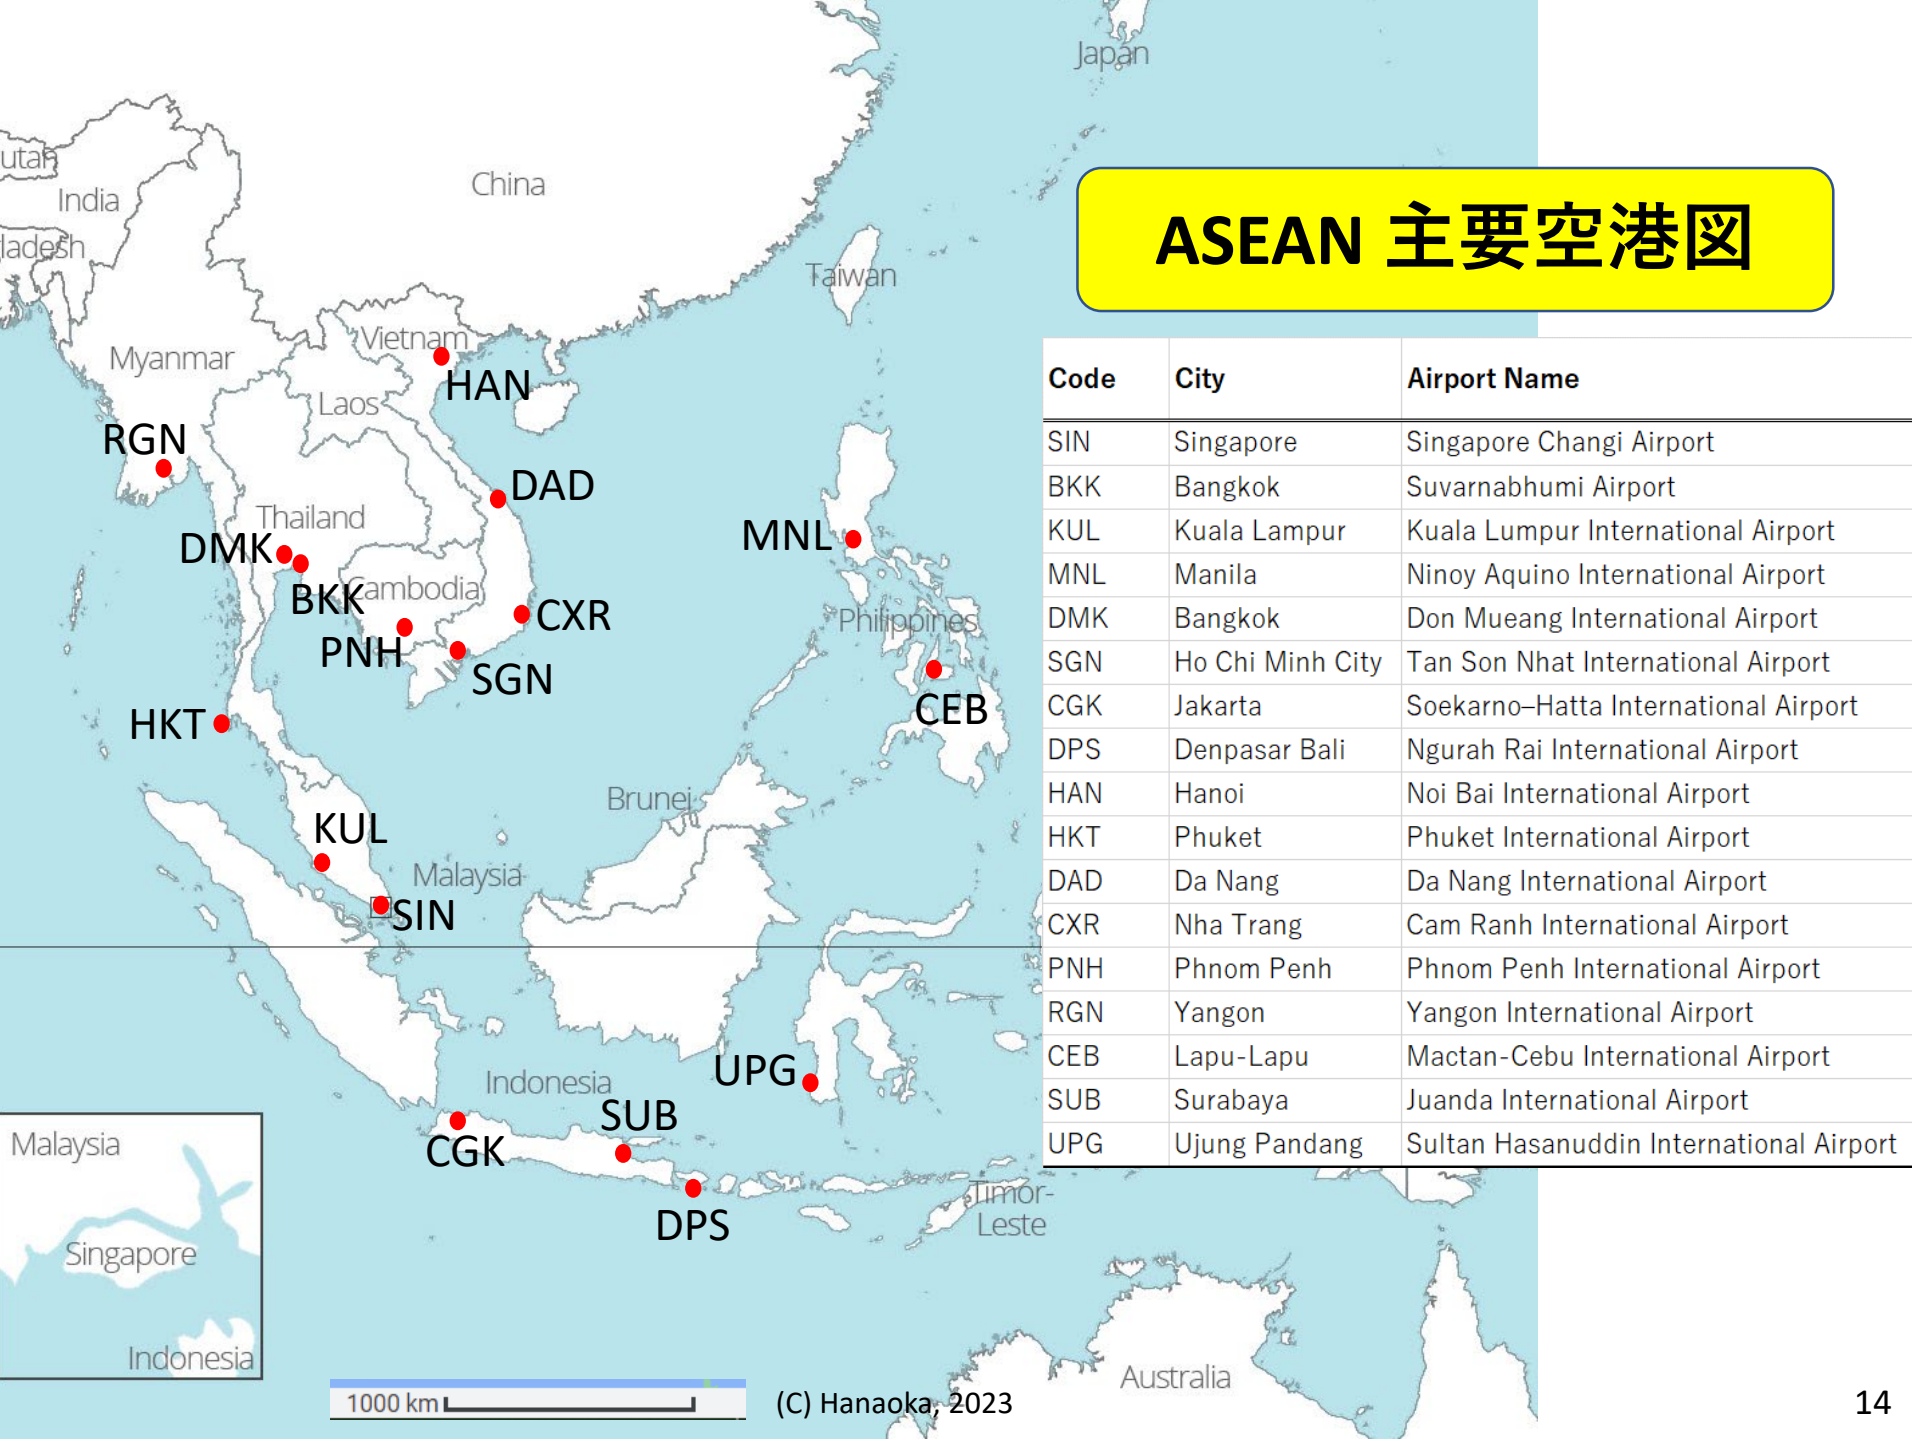 Japan
utan
India
China
ladesh
Taiwan
ASEAN 主要空港図
Myanmar
Vietnam
HAN
Laos
RGN
DAD
Thailand
DMK
MNL
BKK
Cambodia
CXR
PNH
Philippines
SGN
CEB
HKT
Brunei
KUL
Malaysia
SIN
UPG
Indonesia
SUB
CGK
DPS
Timor-
Leste
Malaysia
Singapore
Indonesia
Australia
Code City Airport Name
SIN Singapore Singapore Changi Airport
BKK Bangkok Suvarnabhumi Airport
KUL Kuala Lampur Kuala Lumpur International Airport
MNL Manila Ninoy Aquino International Airport
DMK Bangkok Don Mueang International Airport
SGN Ho Chi Minh City Tan Son Nhat International Airport
CGK Jakarta Soekarno–Hatta International Airport
DPS Denpasar Bali Ngurah Rai International Airport
HAN Hanoi Noi Bai International Airport
HKT Phuket Phuket International Airport
DAD Da Nang Da Nang International Airport
CXR Nha Trang Cam Ranh International Airport
PNH Phnom Penh Phnom Penh International Airport
RGN Yangon Yangon International Airport
CEB Lapu-Lapu Mactan-Cebu International Airport
SUB Surabaya Juanda International Airport
UPG Ujung Pandang Sultan Hasanuddin International Airport
1000 km
(C) Hanaoka, 2023
14